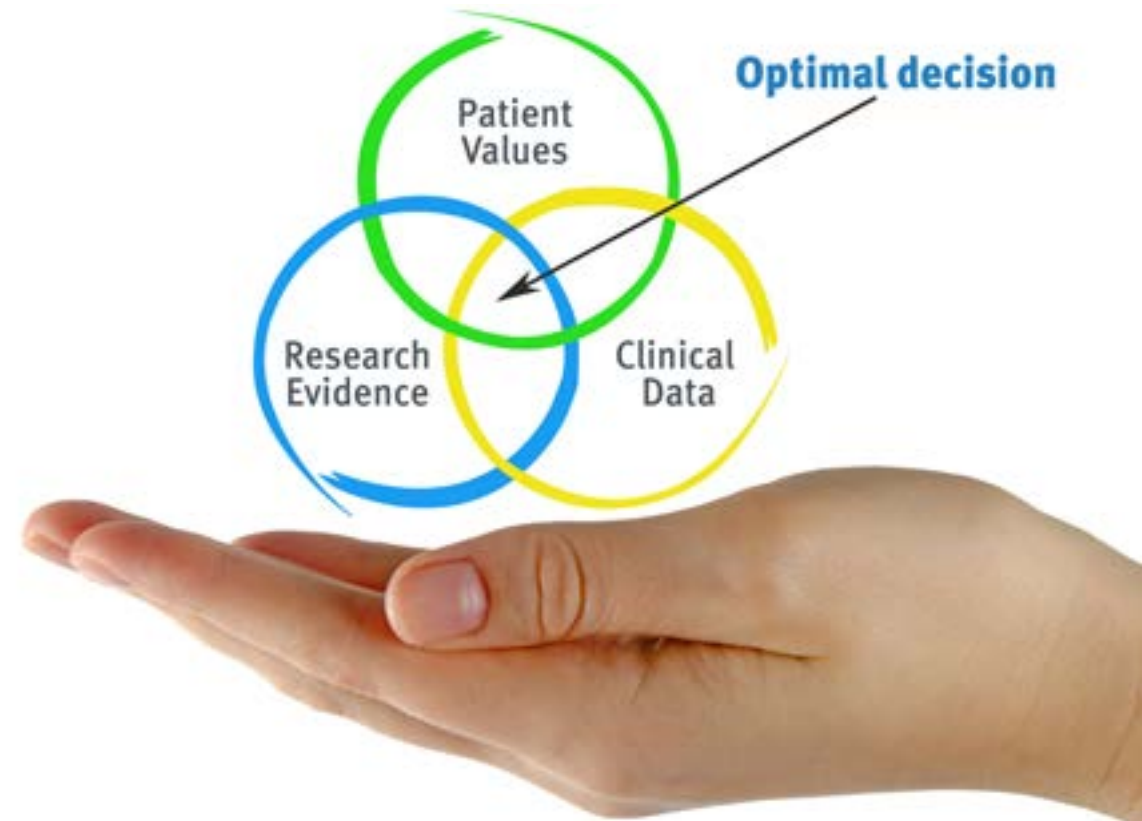 Optimal decision
Patient
Values
Research
Evidence
Clinical
Data